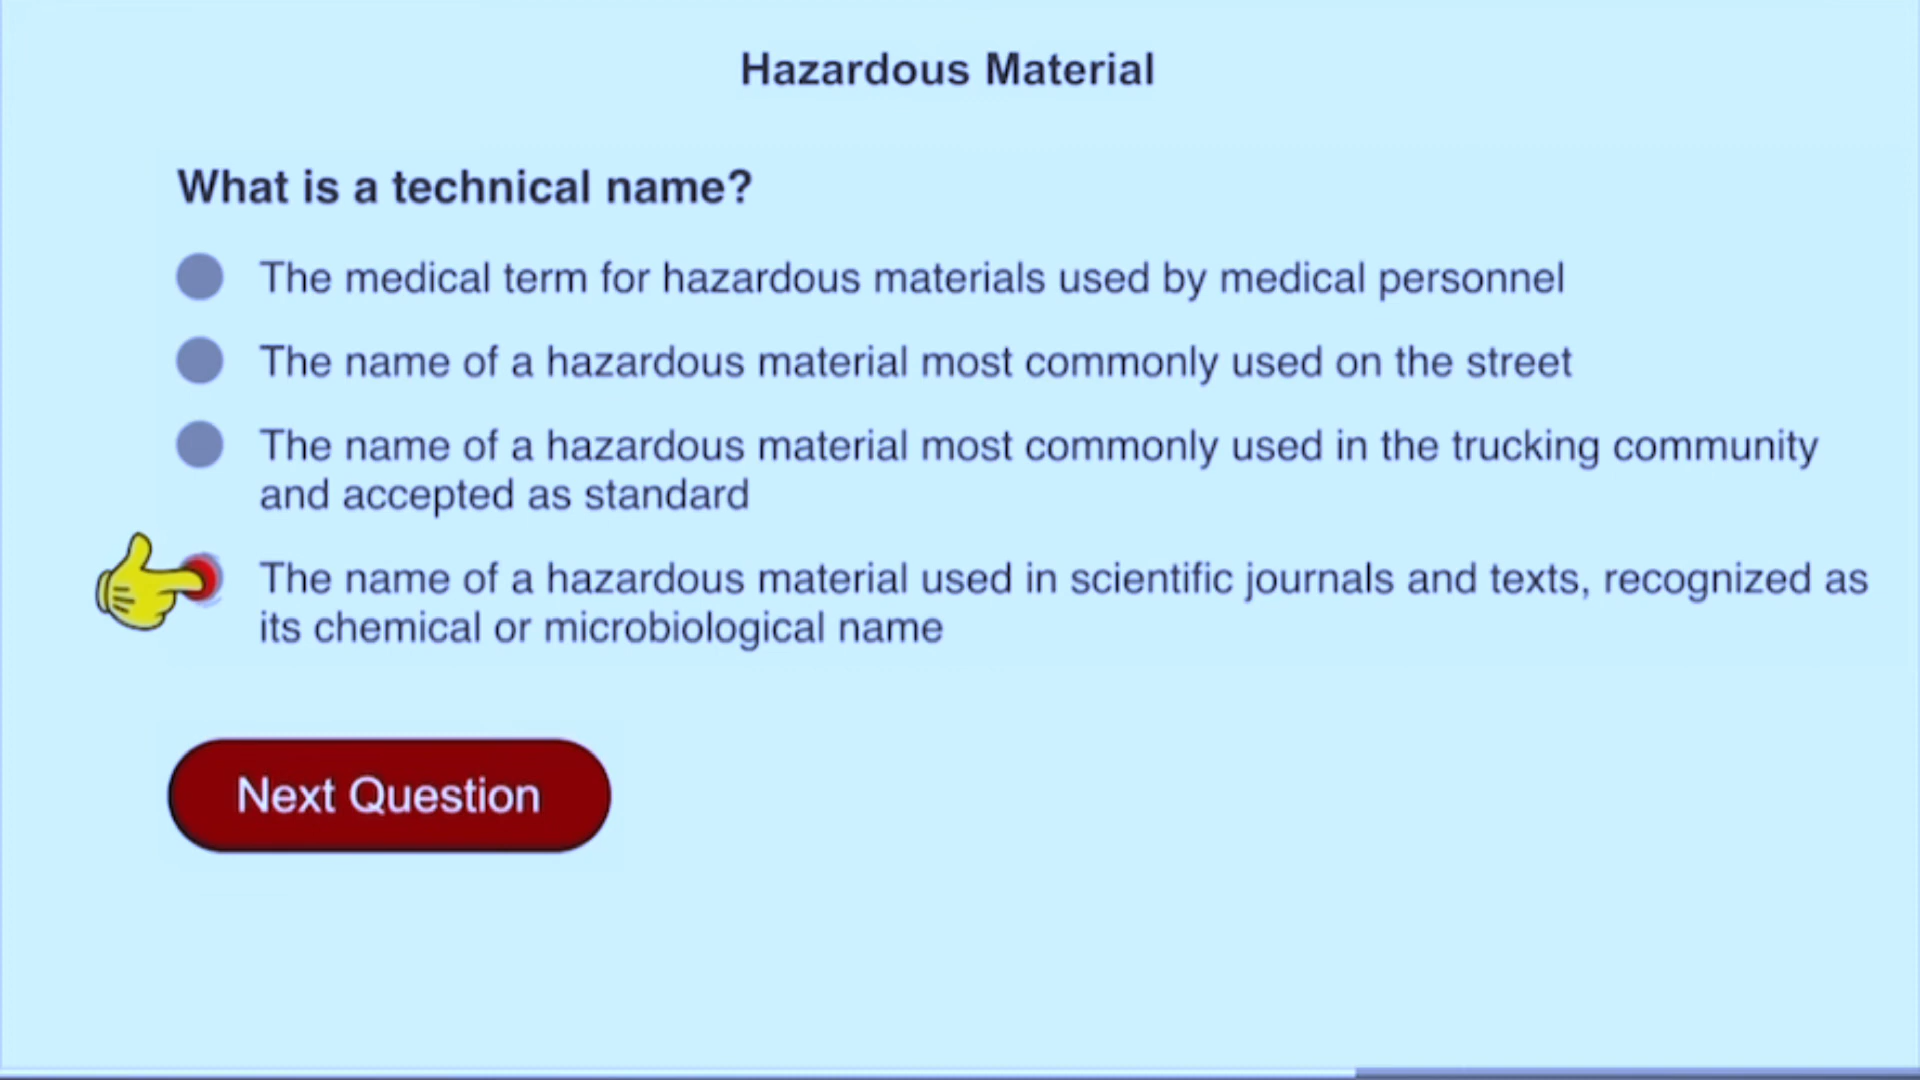 Hazardous Material
What is a technical name?
The medical term for hazardous materials used by medical personnel
The name of a hazardous material most commonly used on the street
The name of a hazardous material most commonly used in the trucking community
and accepted as standard
The name of a hazardous material used in scientific journals and texts, recognized as
its chemical or microbiological name
Next Question